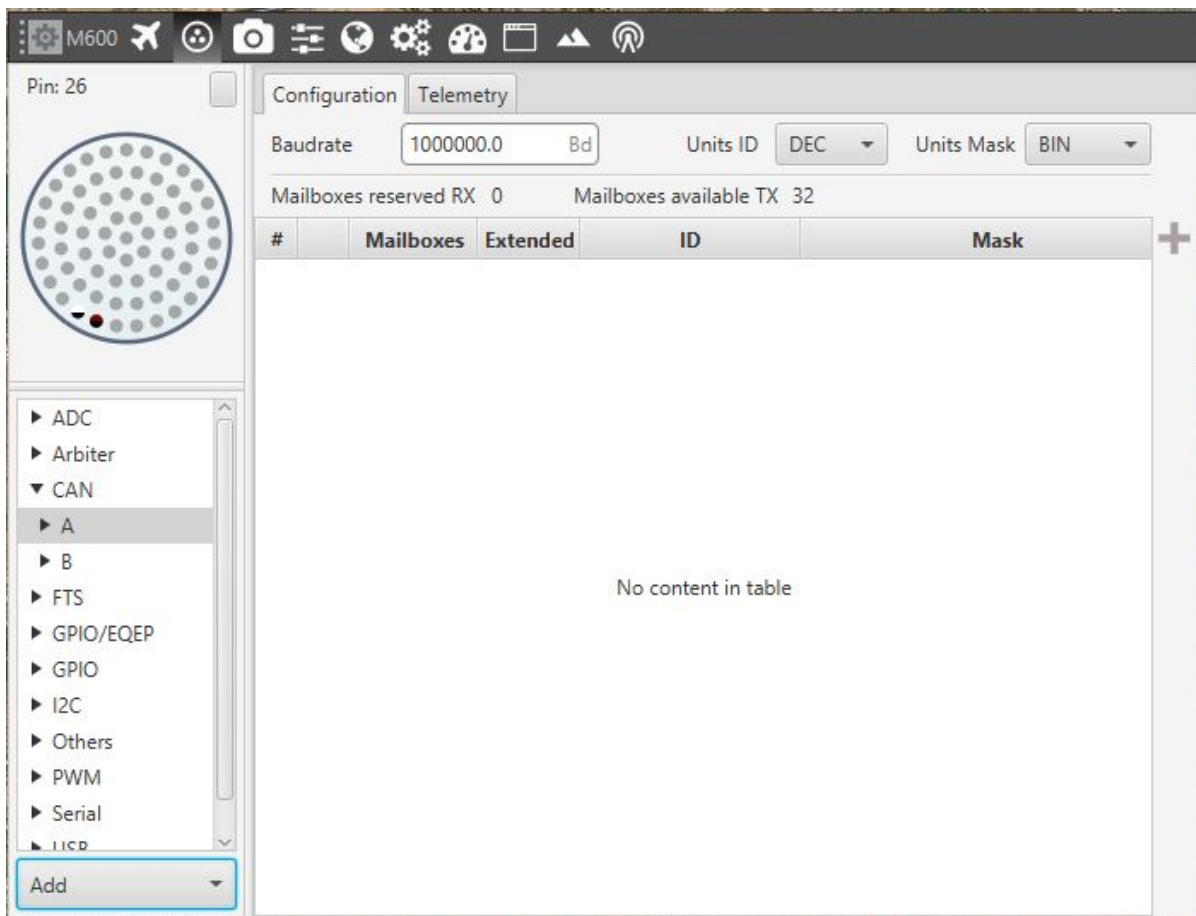 M600
Pin: 26
Configuration Telemetry
Baudrate 1000000.0 Bd Units ID DEC Units Mask BIN
Mailboxes reserved RX 0 Mailboxes available TX 32
# Mailboxes Extended ID Mask
No content in table
ADC
Arbiter
CAN
A
B
FTS
GPIO/EQEP
GPIO
I2C
Others
PWM
Serial
USB
Add